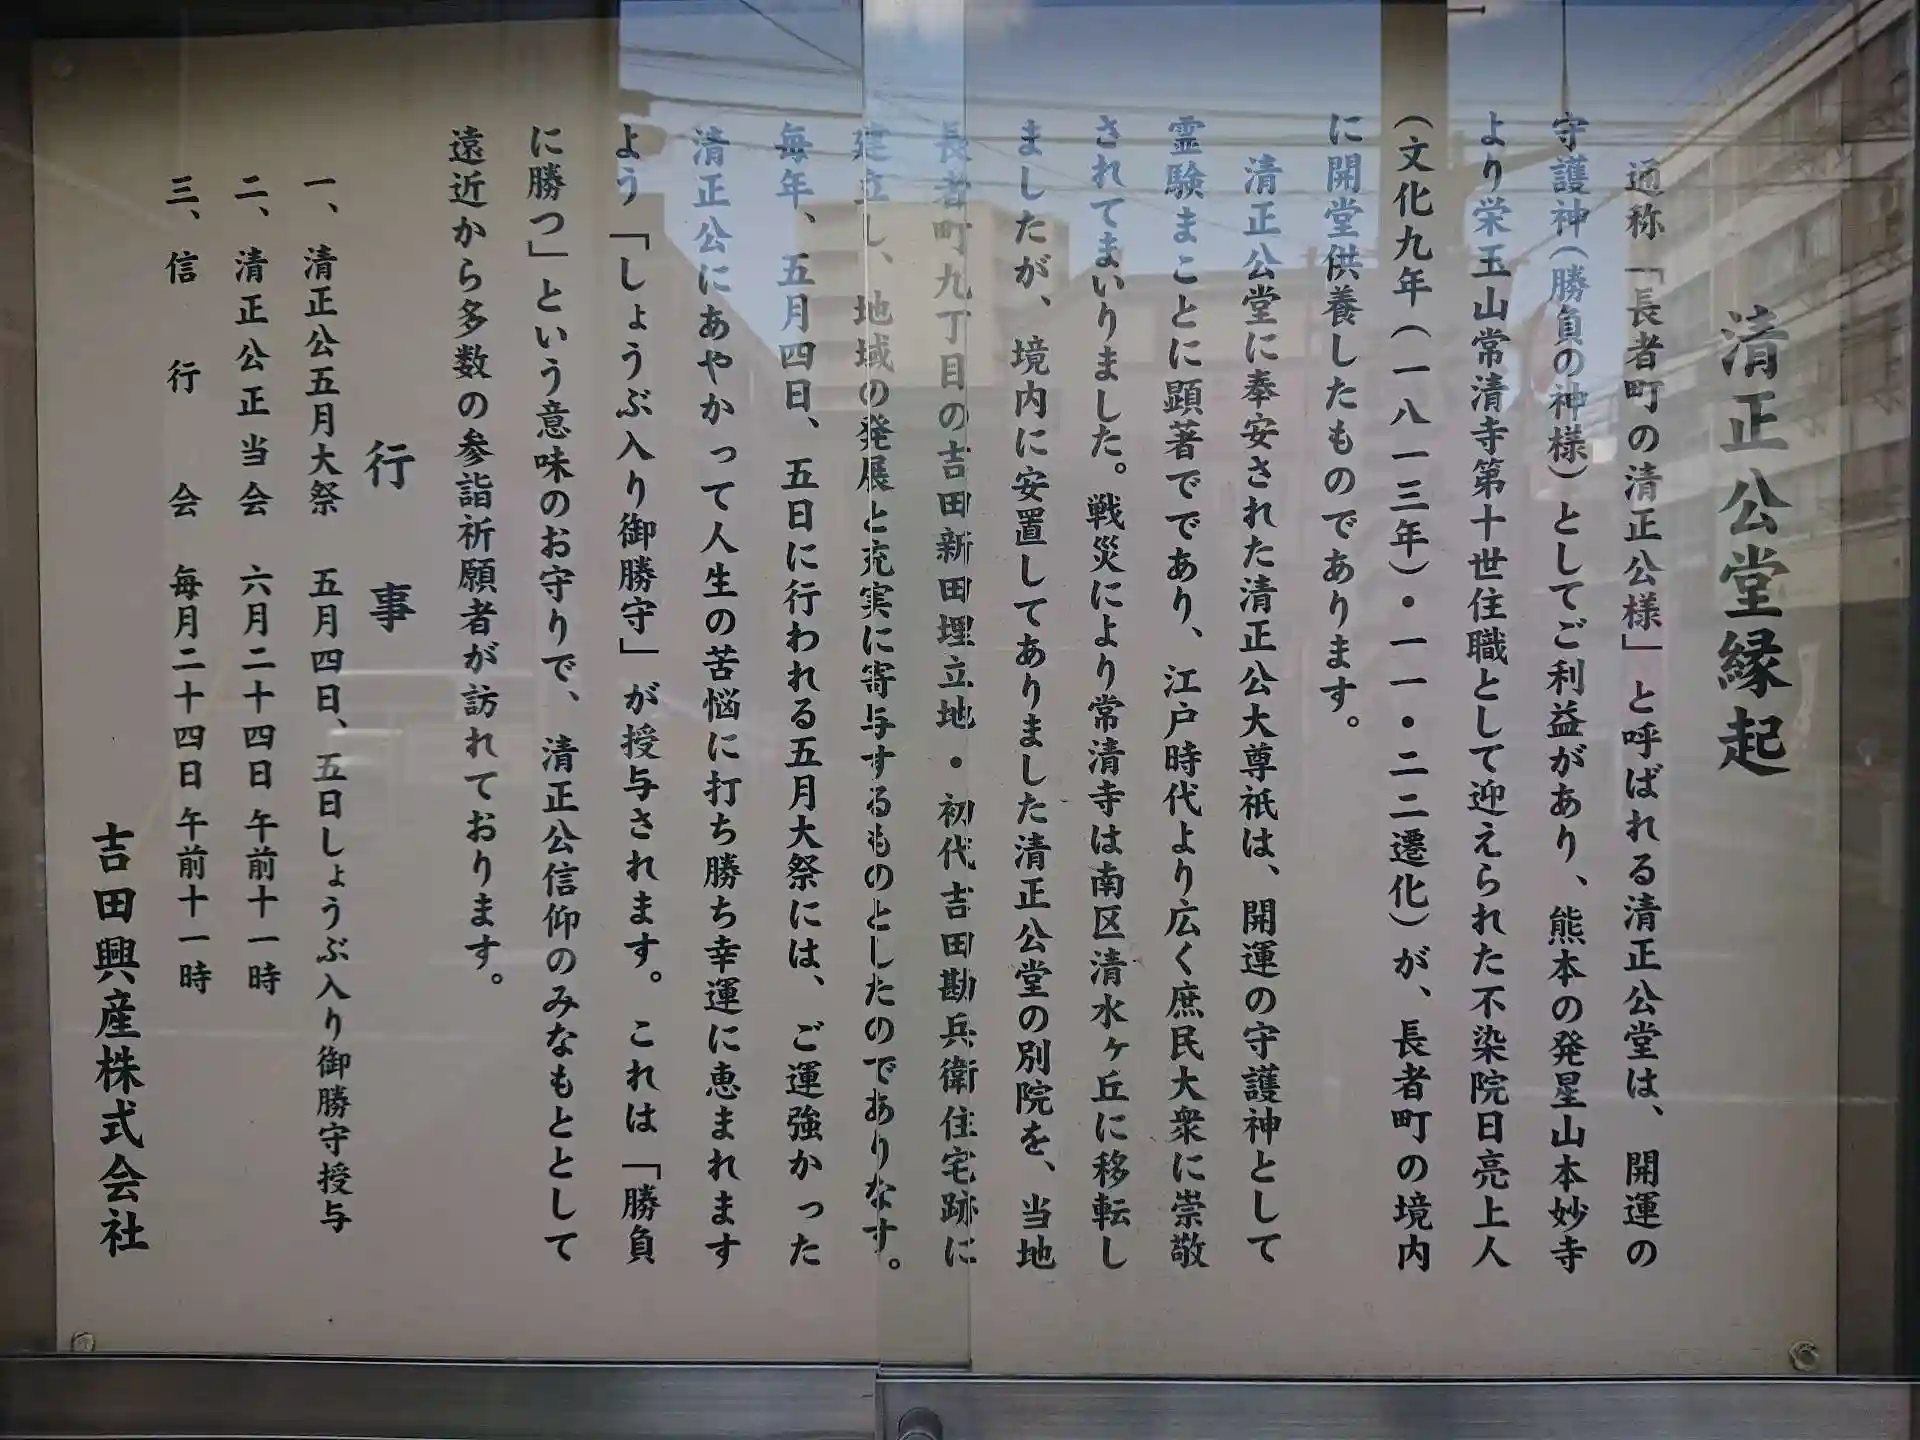 清正公堂縁起
通称「長者町の清正公様」と呼ばれる清正公堂は、開運の
守護神(勝負の神様)としてご利益があり、熊本の発星山本妙寺
より栄玉山常清寺第十世住職として迎えられた不染院日亮上人
(文化九年(一八一三年)・一一・二二遷化)が、長者町の境内
に開堂供養したものであります。
清正公堂に奉安された清正公大尊祇は、開運の守護神として
霊験まことに顕著でであり、江戸時代より広く庶民大衆に崇敬
されてまいりました。戦災により常清寺は南区清水ヶ丘に移転し
ましたが、境内に安置してありました清正公堂の別院を、当地
長者町九丁目の吉田新田埋立地・初代吉田勘兵衛住宅跡に
建立し、地域の発展と充実に寄与するものとしたのでありなす。
毎年、五月四日、五日に行われる五月大祭には、ご運強かった
清正公にあやかって人生の苦悩に打ち勝ち幸運に恵まれます
よう「しょうぶ入り御勝守」が授与されます。これは「勝負
に勝つ」という意味のお守りで、清正公信仰のみなもととして
遠近から多数の参詣祈願者が訪れております。
行事
一、清正公五月大祭 五月四日、五日しょうぶ入り御勝守授与
二、清正公正当会 六月二十四日午前十一時
三、信行会 毎月二十四日午前十一時
吉田興産株式会社